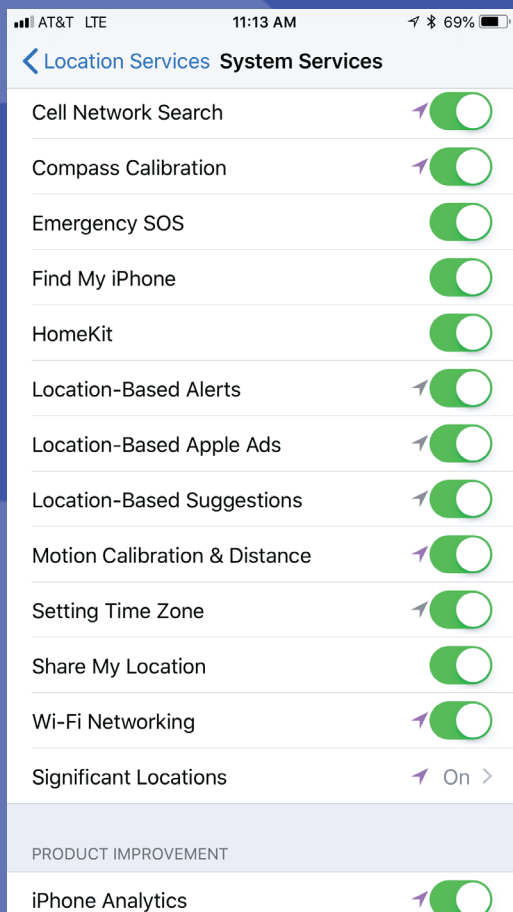 AT&T LTE 11:13 AM 69%
Location Services System Services
Cell Network Search
Compass Calibration
Emergency SOS
Find My iPhone
HomeKit
Location-Based Alerts
Location-Based Apple Ads
Location-Based Suggestions
Motion Calibration & Distance
Setting Time Zone
Share My Location
Wi-Fi Networking
Significant Locations On
PRODUCT IMPROVEMENT
iPhone Analytics